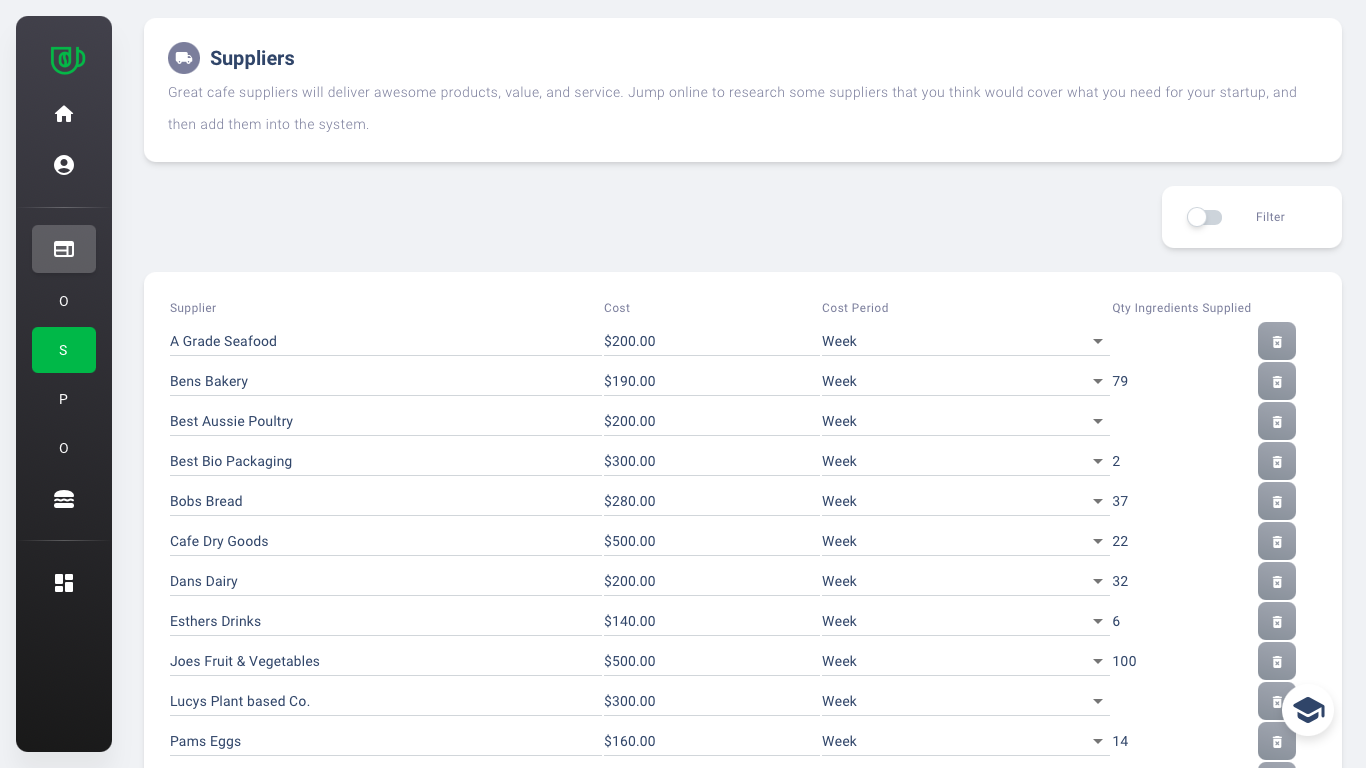 Suppliers
Great cafe suppliers will deliver awesome products, value, and service. Jump online to research some suppliers that you think would cover what you need for your startup, and
then add them into the system.
Filter
O
S
P
O
Supplier Cost Cost Period Qty Ingredients Supplied
A Grade Seafood $200.00 Week
Bens Bakery $190.00 Week 79
Best Aussie Poultry $200.00 Week
Best Bio Packaging $300.00 Week 2
Bobs Bread $280.00 Week 37
Cafe Dry Goods $500.00 Week 22
Dans Dairy $200.00 Week 32
Esthers Drinks $140.00 Week 6
Joes Fruit & Vegetables $500.00 Week 100
Lucys Plant based Co. $300.00 Week
Pams Eggs $160.00 Week 14